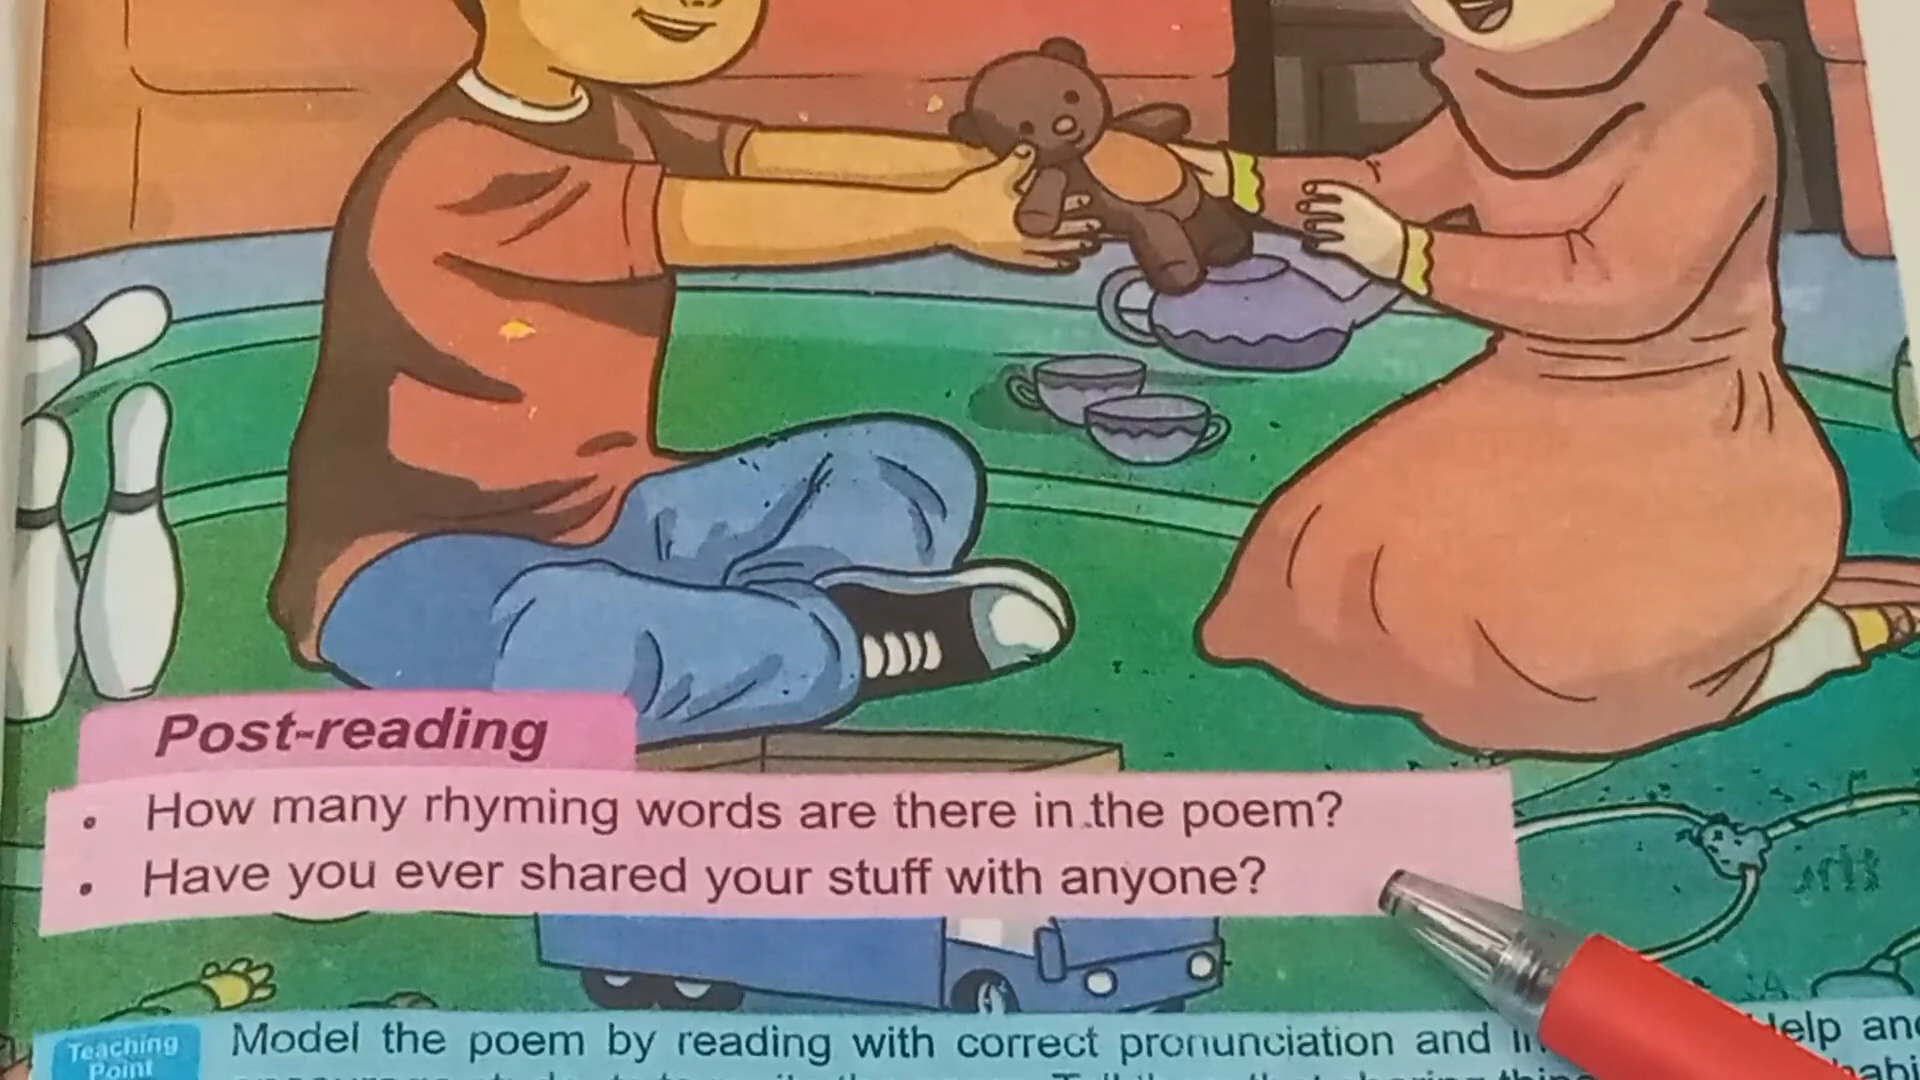 Post-reading
How many rhyming words are there in the poem?
Have you ever shared your stuff with anyone?
Teaching
Point
Model the poem by reading with correct pronunciation and